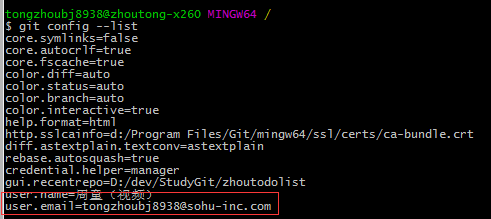 tongzhoubj8938@zhoutong-x260 MINGW64 /
$ git config --list
core.symlinks=false
core.autocrlf=true
core.fscache=true
color.diff=auto
color.status=auto
color.branch=auto
color.interactive=true
help.format=html
http.sslcainfo=d:/Program Files/Git/mingw64/ssl/certs/ca-bundle.crt
diff.astextplain.textconv=astextplain
rebase.autosquash=true
credential.helper=manager
gui.recentrepo=D:/dev/StudyGit/zhoutodolist
user.name=周童（视频）
user.email=tongzhoubj8938@sohu-inc.com